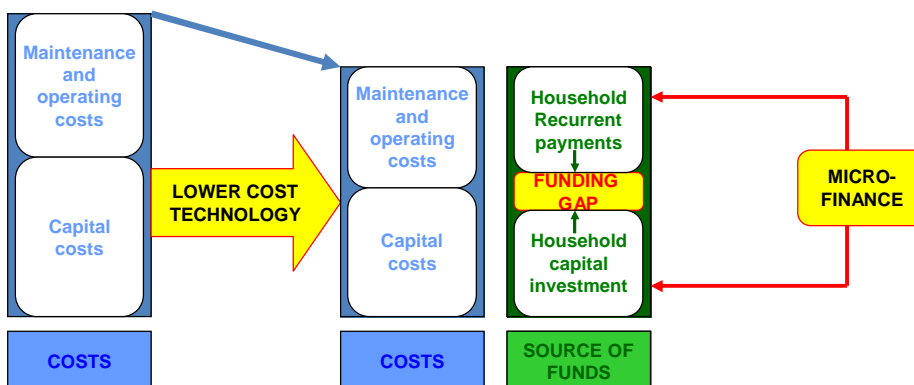 Maintenance
and
operating
costs
Capital
costs
LOWER COST
TECHNOLOGY
Maintenance
and
operating
costs
Capital
costs
Household
Recurrent
payments
FUNDING
GAP
Household
capital
investment
MICRO-
FINANCE
COSTS
COSTS
SOURCE OF
FUNDS